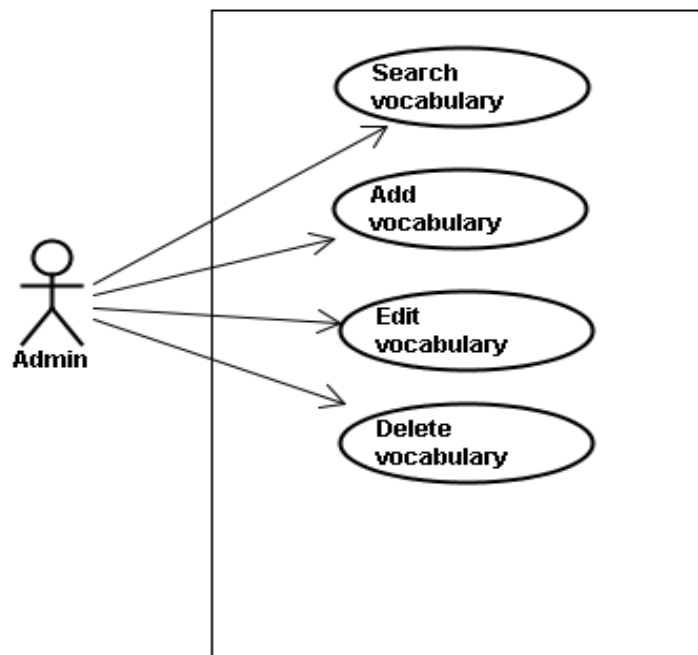 Search
vocabulary
Add
vocabulary
Edit
vocabulary
Delete
vocabulary
Admin